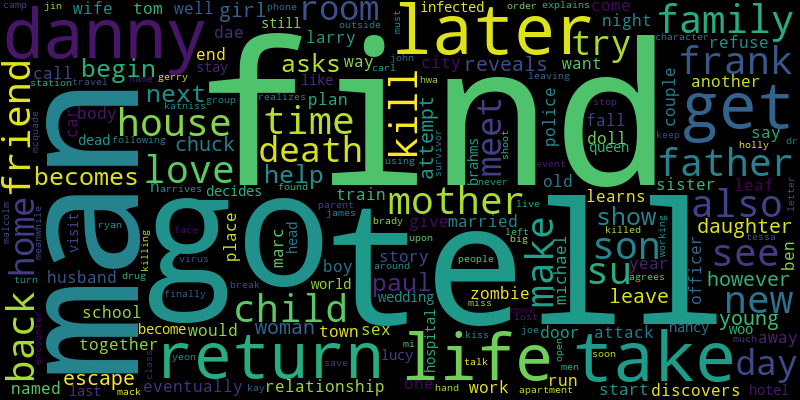 camp jin wife tom well girl phone room infected come must order explains
danny dae still larry night outside later try family
begin end asks way call stay city want reveals refuse character
station travel name gerry like john carl hwa leaving frank
next dead realizes kill another
car body house time plan group katniss couple police fall get
mcquade following death chuck attempt meet shoot doll stop say dr
friend man find love help survivor brahms using queen keep holly
becomes arrives decides found train never event father
home visit face place marc head mother old sister leaf letter
malcolm meanwhile ryan killing parent james brady give married live learns also
drug virus boy story left upon big show daughter
turn husband finally break world around paul people make michael son working killed tessa see ben
back school child wedding zombie miss su agrees year however
become would woman town sex kiss move lost officer leave new
together lucy hospital joe door attack nancy young
go tell mi talk open woo much away
return life men soon take day
named class yeon save
escape last mack eventually kay relationship one hand work apartment run start discovers hotel